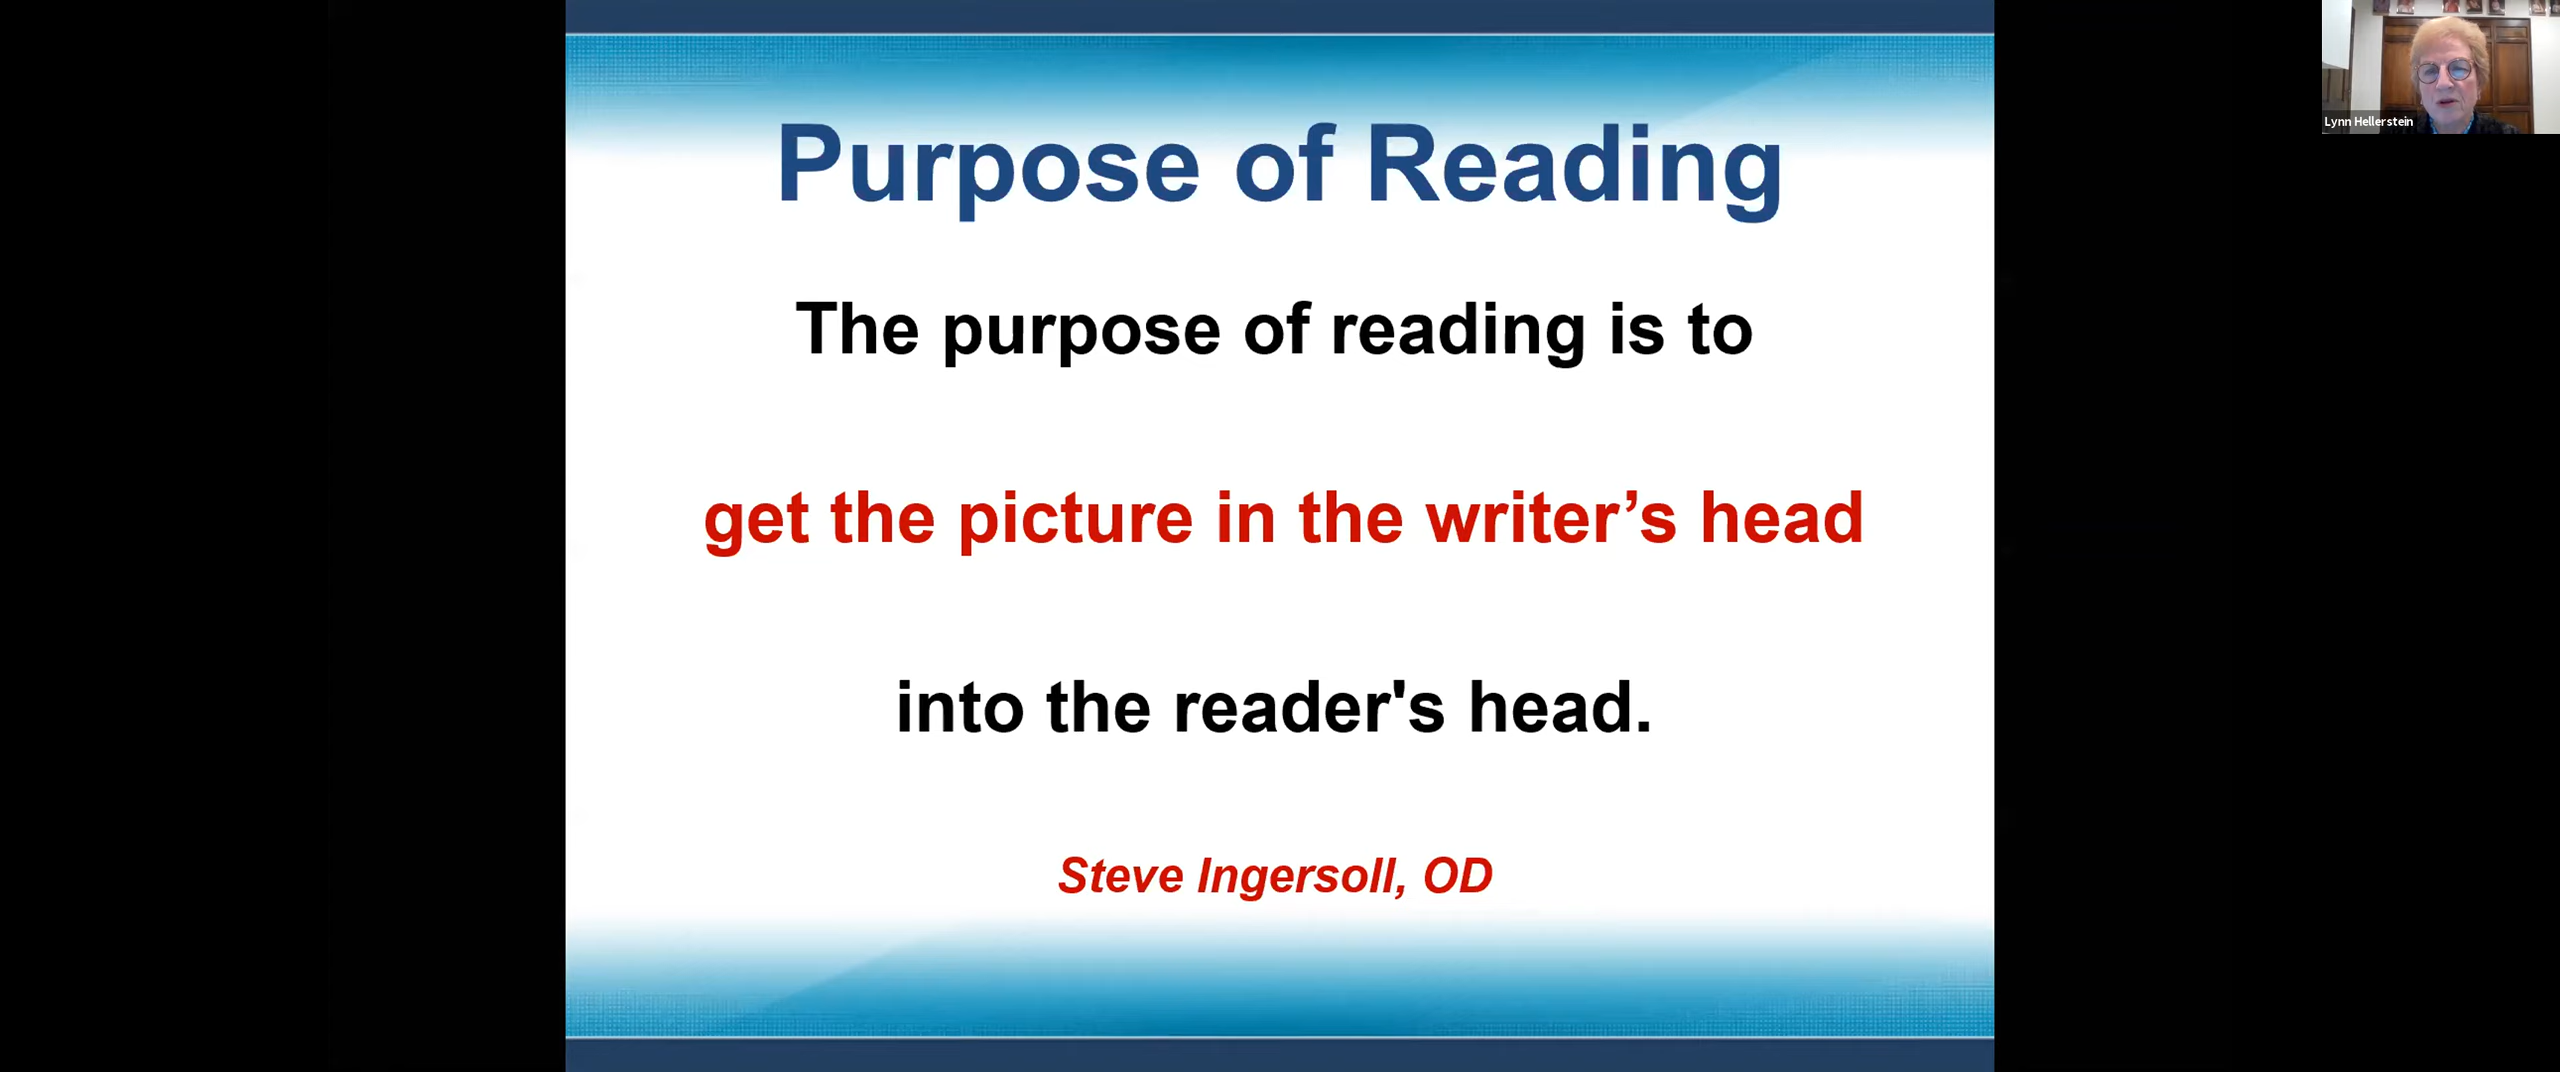 Purpose of Reading
The purpose of reading is to
get the picture in the writer’s head
into the reader's head.
Steve Ingersoll, OD
Lynn Hellerstein